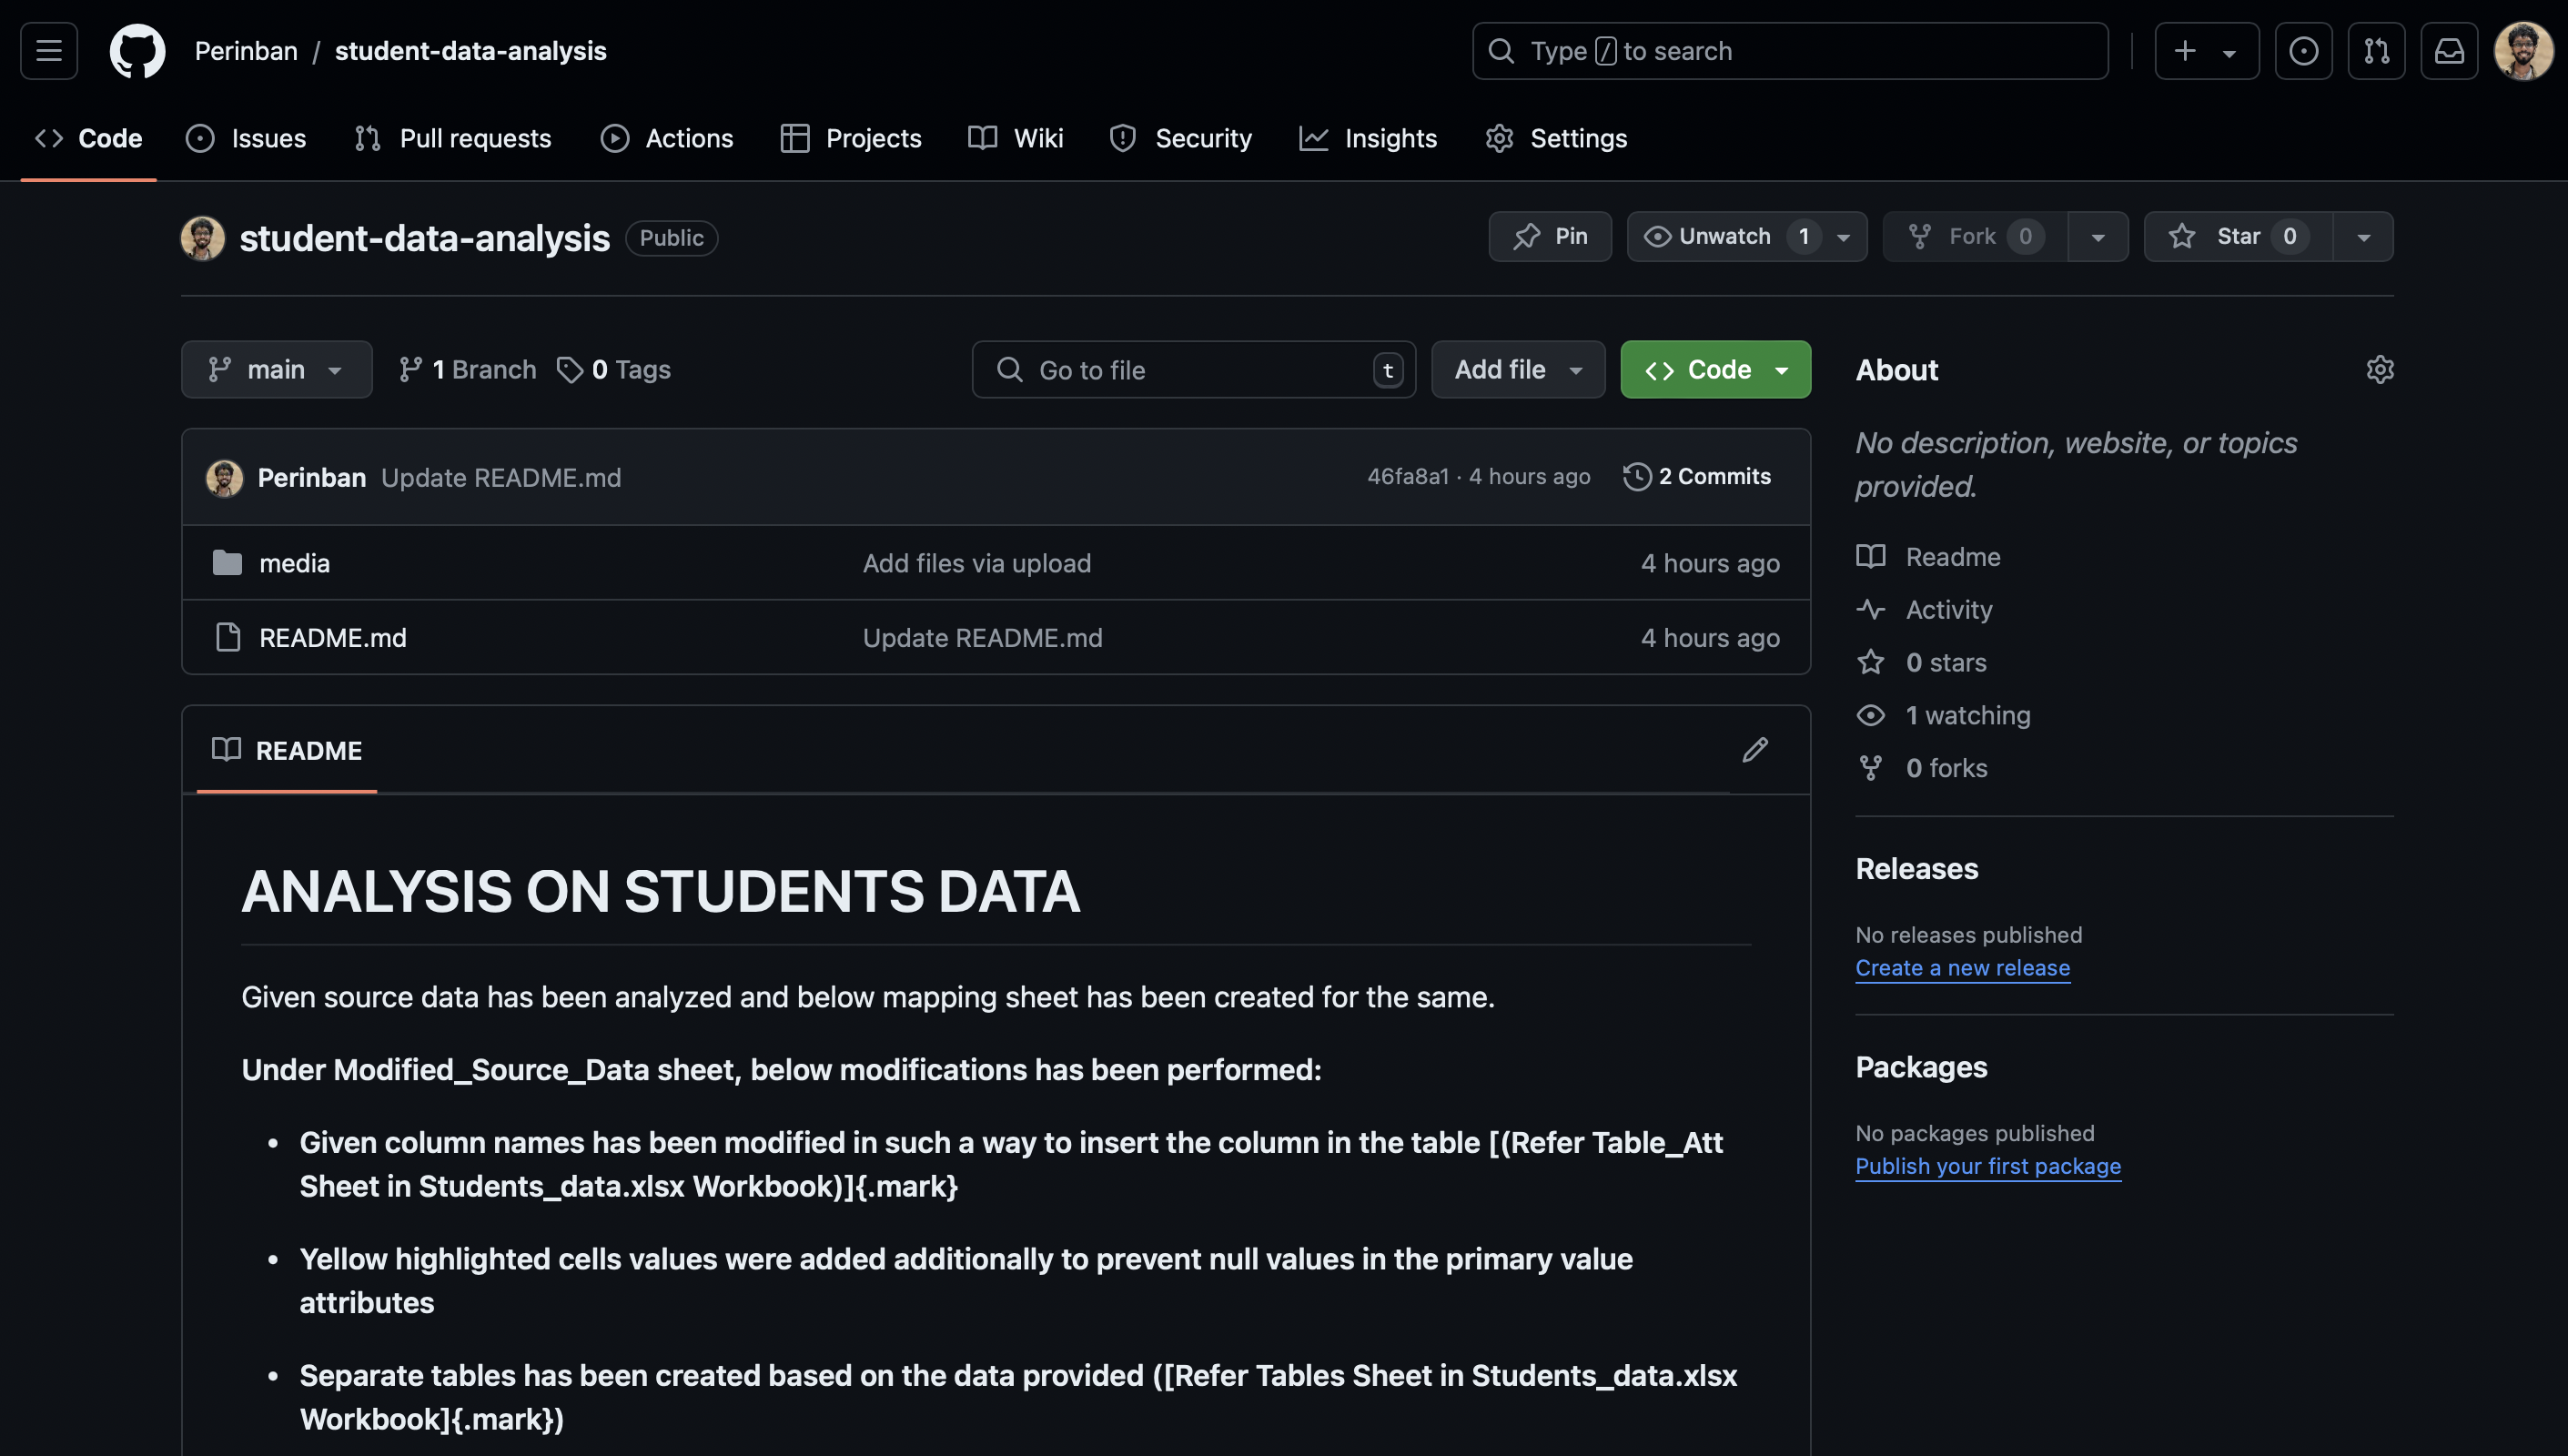 Perinban / student-data-analysis
Type / to search
Code
Issues
Pull requests
Actions
Projects
Wiki
Security
Insights
Settings
student-data-analysis
Public
Pin
Unwatch 1
Fork 0
Star 0
main
1 Branch
0 Tags
Go to file
t
Add file
Code
Perinban Update README.md
46fa8a1 · 4 hours ago
2 Commits
media Add files via upload 4 hours ago
README.md Update README.md 4 hours ago
README
ANALYSIS ON STUDENTS DATA
Given source data has been analyzed and below mapping sheet has been created for the same.
Under Modified_Source_Data sheet, below modifications has been performed:
• Given column names has been modified in such a way to insert the column in the table [(Refer Table_Att
Sheet in Students_data.xlsx Workbook)]{.mark}
• Yellow highlighted cells values were added additionally to prevent null values in the primary value
attributes
• Separate tables has been created based on the data provided ([Refer Tables Sheet in Students_data.xlsx
Workbook]{.mark})
About
No description, website, or topics
provided.
Readme
Activity
0 stars
1 watching
0 forks
Releases
No releases published
Create a new release
Packages
No packages published
Publish your first package